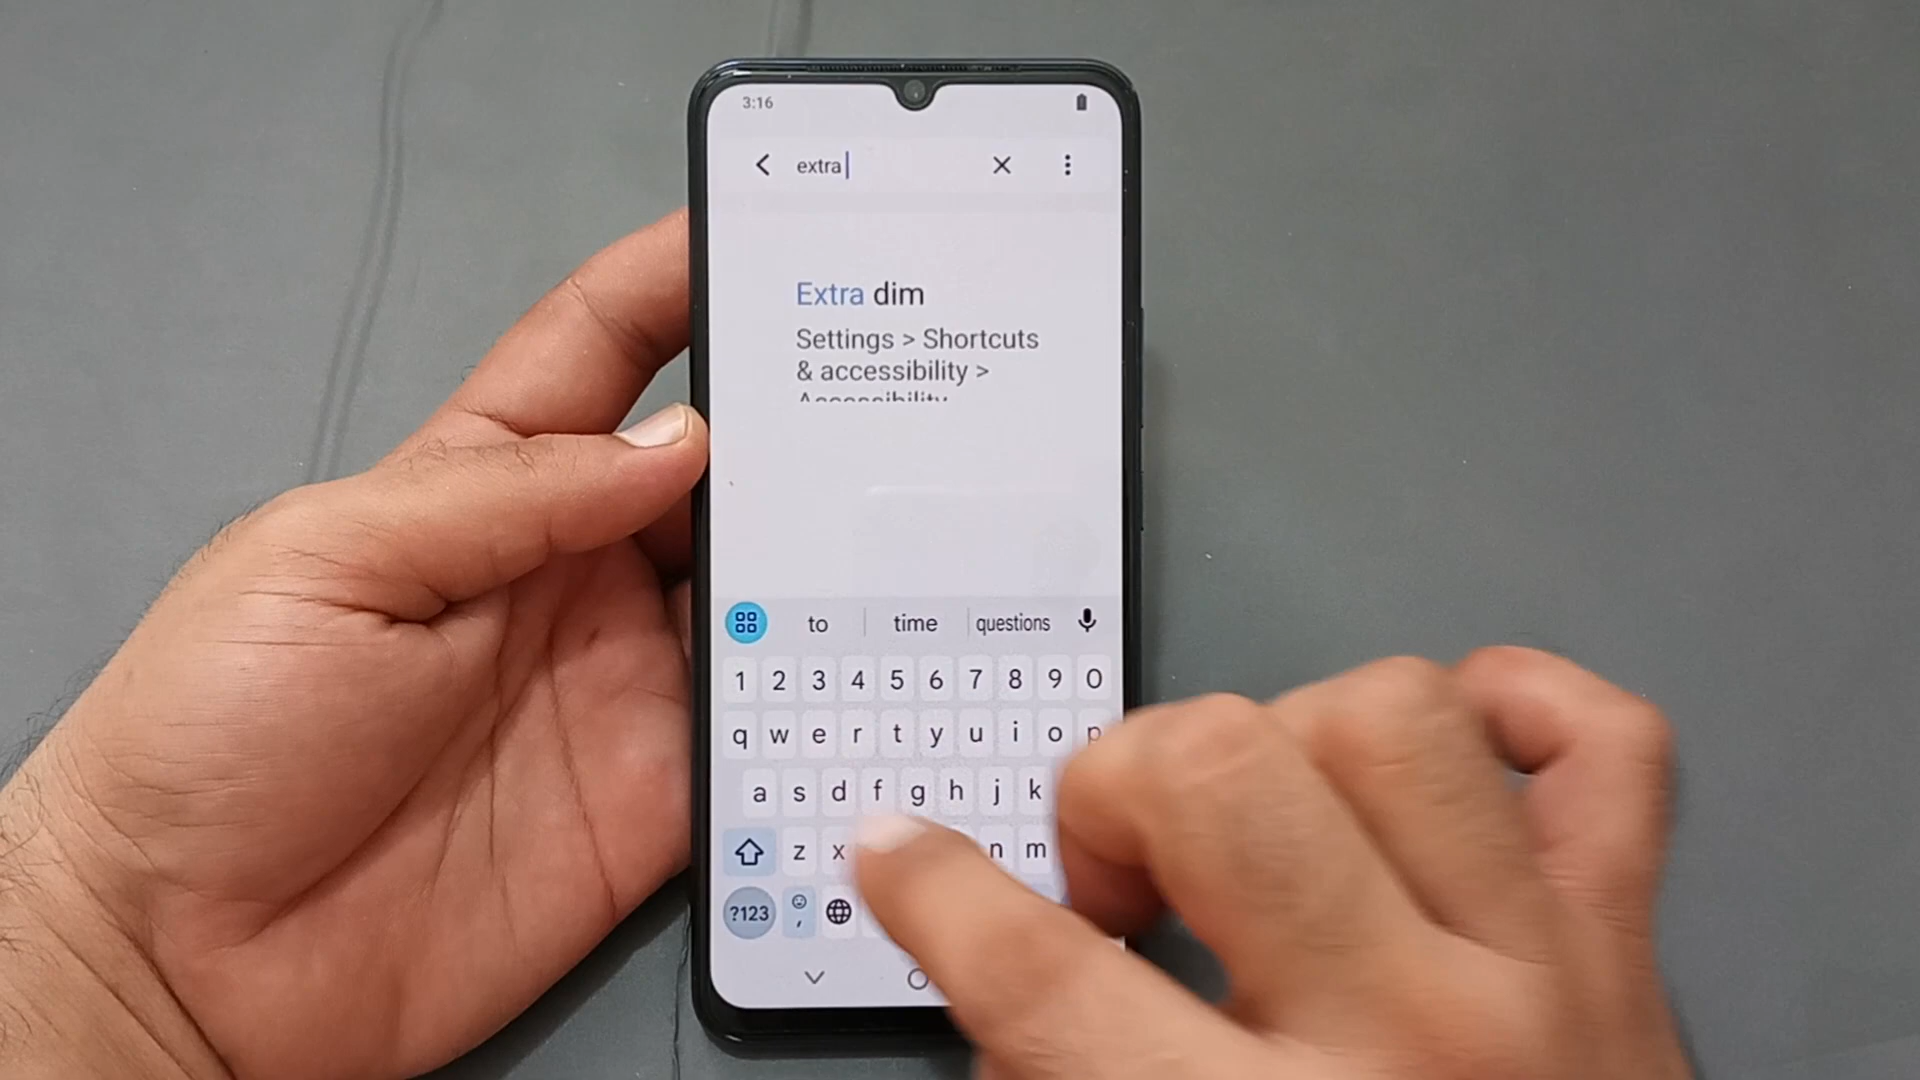 3:16
extra
Extra dim
Settings > Shortcuts
& accessibility >
Accessibility
to time questions
1 2 3 4 5 6 7 8 9 0
q w e r t y u i o p
a s d f g h j k
z x n m
?123 ,